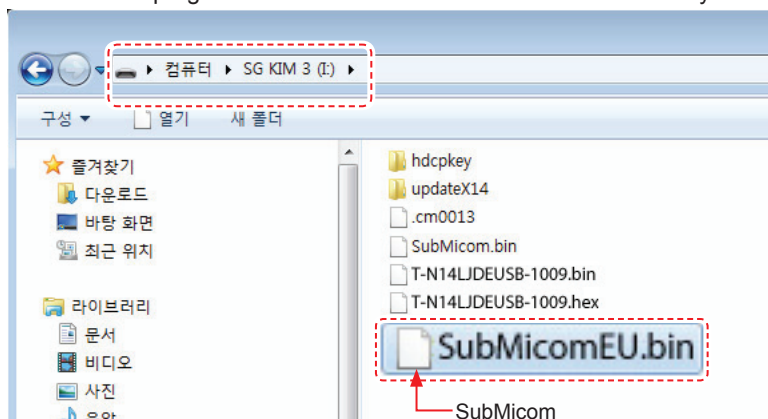 컴퓨터 ▶ SG KIM 3 (I:) ▶
구성 ▼ 열기 새 폴더
즐겨찾기
다운로드
바탕 화면
최근 위치
라이브러리
문서
비디오
사진
hdcpkey
updateX14
.cm0013
SubMicom.bin
T-N14LJDEUSB-1009.bin
T-N14LJDEUSB-1009.hex
SubMicomEU.bin
SubMicom